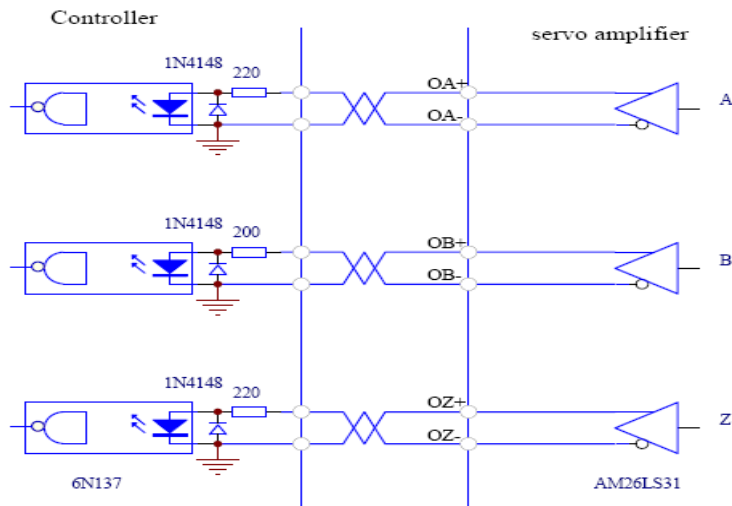 Controller
servo amplifier
1N4148
220
OA+
OA-
A
1N4148
200
OB+
OB-
B
1N4148
220
OZ+
OZ-
Z
6N137
AM26LS31